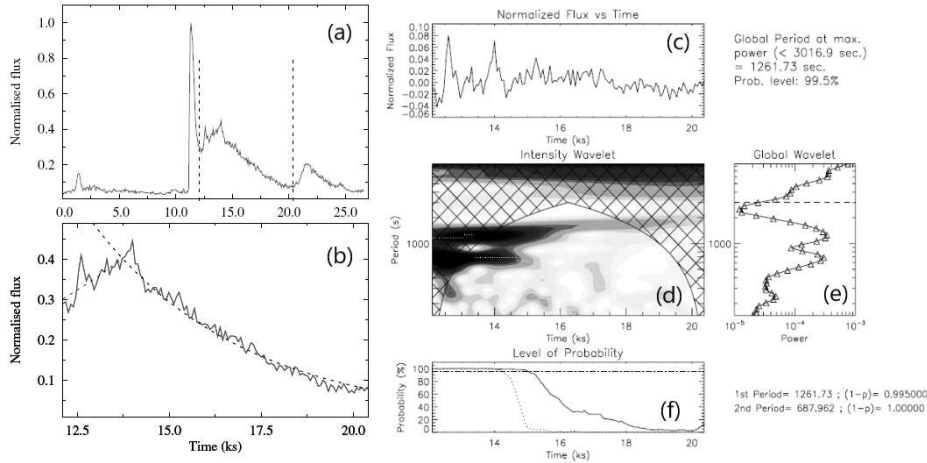 (a)
Normalised flux
1.0
0.8
0.6
0.4
0.2
0.0 5.0 10.0 15.0 20.0 25.0
(b)
Normalised flux
0.4
0.3
0.2
0.1
12.5 15.0 17.5 20.0
Time (ks)
Normalized Flux vs Time
(c)
Normalized Flux
0.10
0.08
0.06
0.04
0.02
0.00
-0.02
-0.04
-0.06
12 14 16 18 20
Time (ks)
Global Period at max.
power (< 3016.9 sec.)
= 1261.73 sec.
Prob. level: 99.5%
Intensity Wavelet
Period (s)
1000
(d)
12 14 16 18 20
Time (ks)
Global Wavelet
1000
(e)
10-5 10-4 10-3
Power
Level of Probability
(f)
Probability (%)
100
80
60
40
20
0
12 14 16 18 20
Time (ks)
1st Period= 1261.73 ; (1-p)= 0.995000
2nd Period= 687.962 ; (1-p)= 1.00000